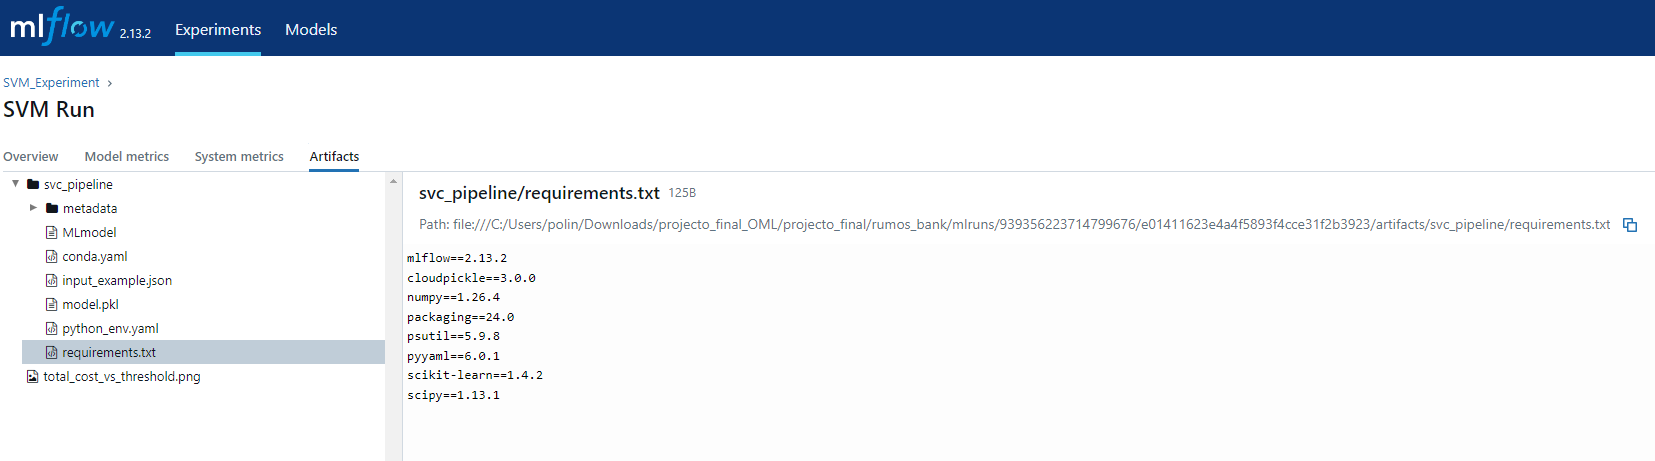 mlflow 2.13.2 Experiments Models
SVM_Experiment
SVM Run
Overview Model metrics System metrics Artifacts
svc_pipeline
metadata
MLmodel
conda.yaml
input_example.json
model.pkl
python_env.yaml
requirements.txt
total_cost_vs_threshold.png
svc_pipeline/requirements.txt 125B
Path: file:///C:/Users/polin/Downloads/projecto_final_OML/projecto_final/rumos_bank/mlruns/939356223714799676/e01411623e4a4f5893f4cce31f2b3923/artifacts/svc_pipeline/requirements.txt
mlflow==2.13.2
cloudpickle==3.0.0
numpy==1.26.4
packaging==24.0
psutil==5.9.8
pyyaml==6.0.1
scikit-learn==1.4.2
scipy==1.13.1